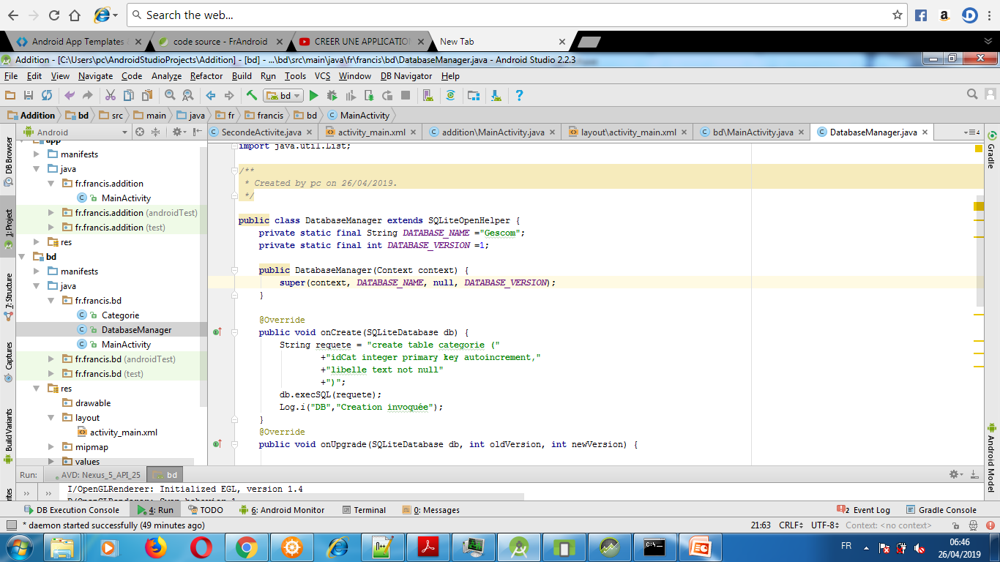 Search the web...
Android App Templates & code source - FrAndroid CREER UNE APPLICATION New Tab
Addition - [C:\Users\pc\AndroidStudioProjects\Addition] - [bd] - ...\bd\src\main\java\fr\francis\bd\DatabaseManager.java - Android Studio 2.2.3
File Edit View Navigate Code Analyze Refactor Build Run Tools VCS Window DB Navigator Help
bd
Addition bd src main java fr francis bd MainActivity
Android
SecondeActivite.java activity_main.xml addition\MainActivity.java layout\activity_main.xml bd\MainActivity.java DatabaseManager.java
4
app
manifests
java
fr.francis.addition
MainActivity
fr.francis.addition (androidTest)
fr.francis.addition (test)
res
bd
manifests
java
fr.francis.bd
Categorie
DatabaseManager
MainActivity
fr.francis.bd (androidTest)
fr.francis.bd (test)
res
drawable
layout
activity_main.xml
mipmap
values
DB Browser
1: Project
7: Structure
Captures
Build Variants
import java.util.List;
/**
* Created by pc on 26/04/2019.
*/
public class DatabaseManager extends SQLiteOpenHelper {
private static final String DATABASE_NAME ="Gescom";
private static final int DATABASE_VERSION =1;
public DatabaseManager(Context context) {
super(context, DATABASE_NAME, null, DATABASE_VERSION);
}
@Override
public void onCreate(SQLiteDatabase db) {
String requete = "create table categorie ("
+"idCat integer primary key autoincrement,"
+"libelle text not null"
+")";
db.execSQL(requete);
Log.i("DB","Creation invoquée");
}
@Override
public void onUpgrade(SQLiteDatabase db, int oldVersion, int newVersion) {
Gradle
Android Model
Run: AVD: Nexus_5_API_25 bd
I/OpenGLRenderer: Initialized EGL, version 1.4
DB Execution Console 4: Run TODO 6: Android Monitor Terminal 0: Messages 2 Event Log Gradle Console
* daemon started successfully (49 minutes ago) 21:63 CRLF UTF-8 Context: <no context>
FR 06:46
26/04/2019